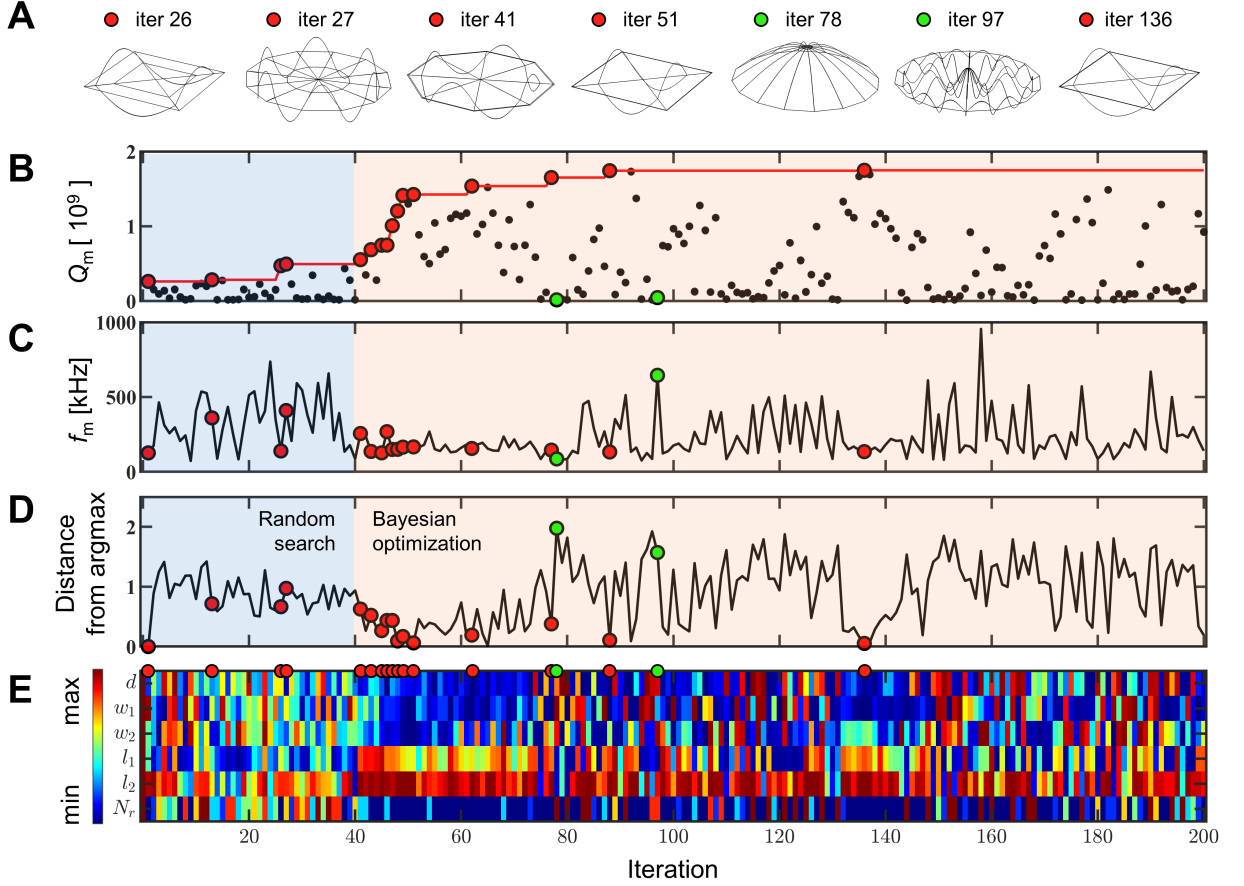 A
iter 26
iter 27
iter 41
iter 51
iter 78
iter 97
iter 136
B
Qm [ 10⁹ ]
2
1
0
C
fm [kHz]
1000
500
0
D
Distance
from argmax
2
1
0
Random
search
Bayesian
optimization
E
max
min
d
w1
w2
l1
l2
Nr
20 40 60 80 100 120 140 160 180 200
Iteration